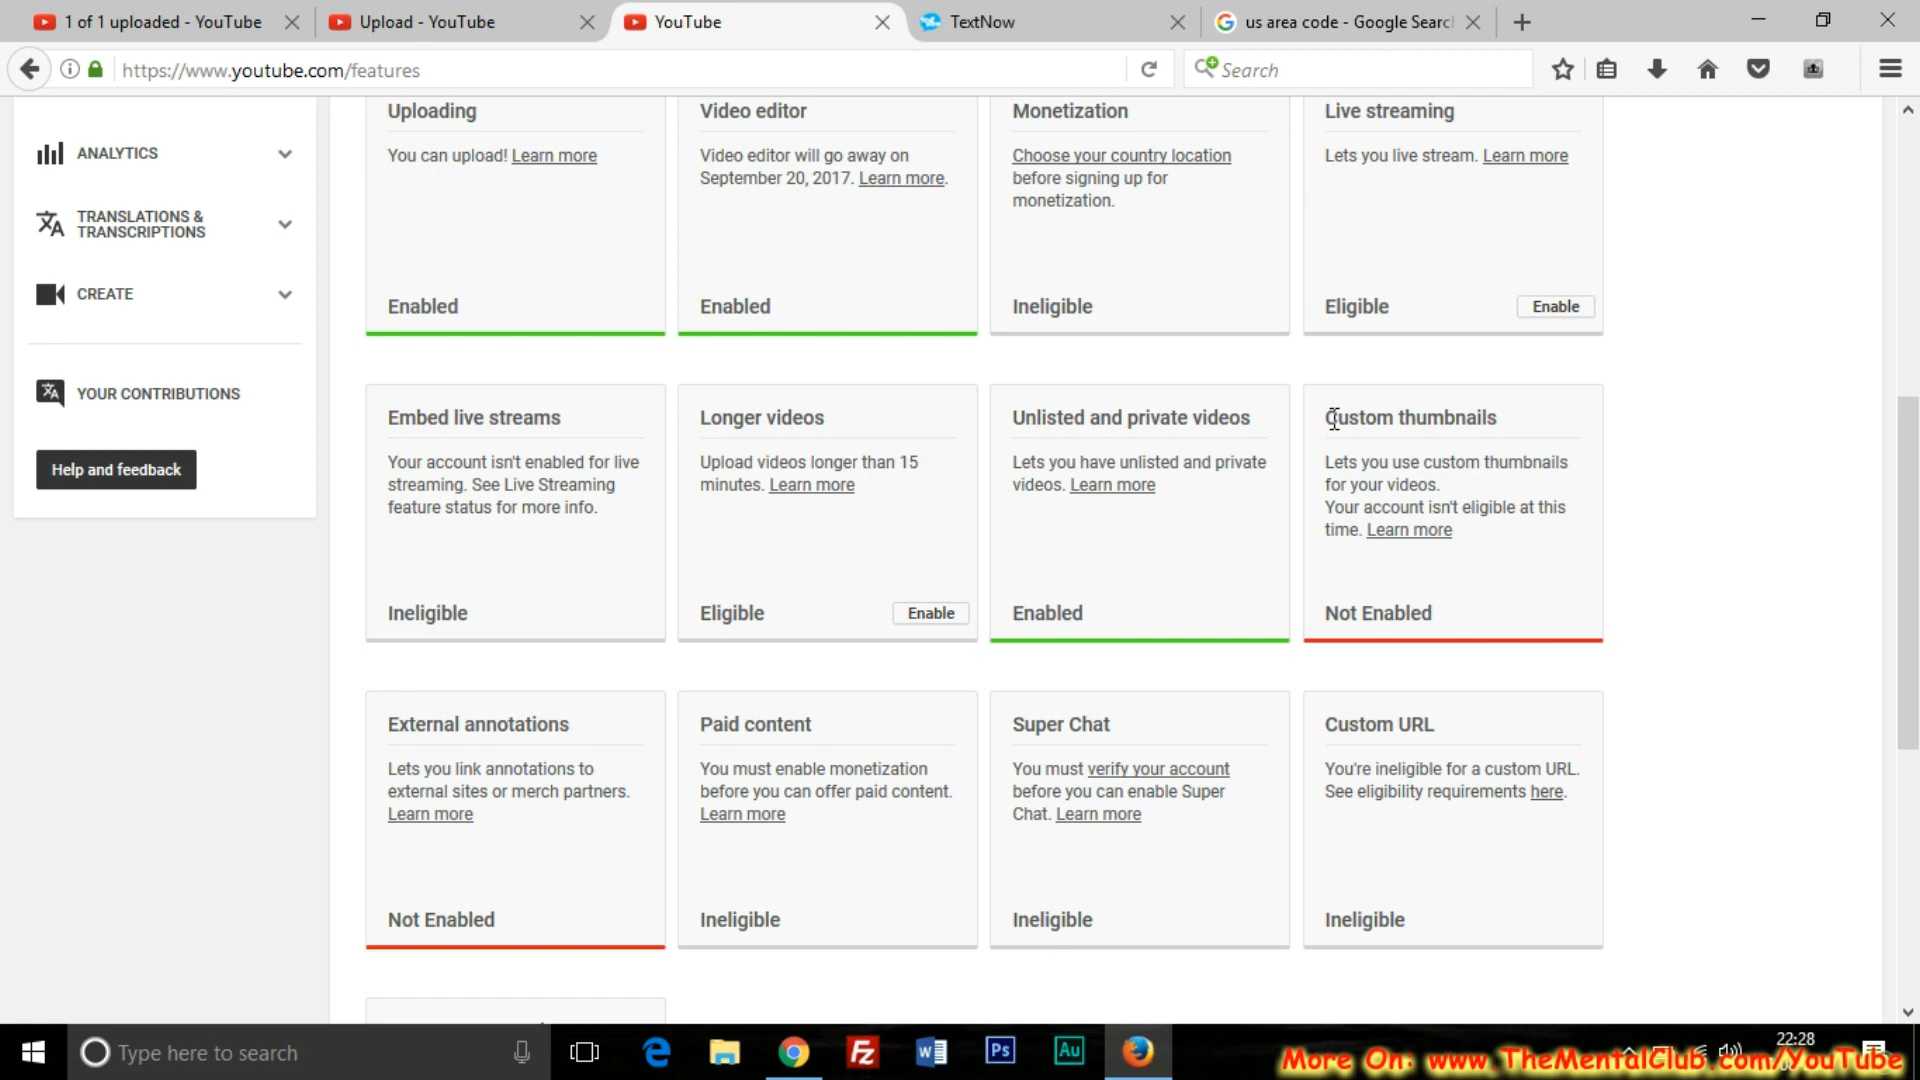 1 of 1 uploaded - YouTube
Upload - YouTube
YouTube
TextNow
us area code - Google Searc
https://www.youtube.com/features
Search
ANALYTICS
TRANSLATIONS &
TRANSCRIPTIONS
CREATE
YOUR CONTRIBUTIONS
Help and feedback
Uploading
You can upload! Learn more
Enabled
Video editor
Video editor will go away on
September 20, 2017. Learn more.
Enabled
Monetization
Choose your country location
before signing up for
monetization.
Ineligible
Live streaming
Lets you live stream. Learn more
Eligible
Enable
Embed live streams
Your account isn't enabled for live
streaming. See Live Streaming
feature status for more info.
Ineligible
Longer videos
Upload videos longer than 15
minutes. Learn more
Eligible
Enable
Unlisted and private videos
Lets you have unlisted and private
videos. Learn more
Enabled
Custom thumbnails
Lets you use custom thumbnails
for your videos.
Your account isn't eligible at this
time. Learn more
Not Enabled
External annotations
Lets you link annotations to
external sites or merch partners.
Learn more
Not Enabled
Paid content
You must enable monetization
before you can offer paid content.
Learn more
Ineligible
Super Chat
You must verify your account
before you can enable Super
Chat. Learn more
Ineligible
Custom URL
You're ineligible for a custom URL.
See eligibility requirements here.
Ineligible
Type here to search
Ps
Au
22:28
More On: www.TheMentalClub.com/YouTube